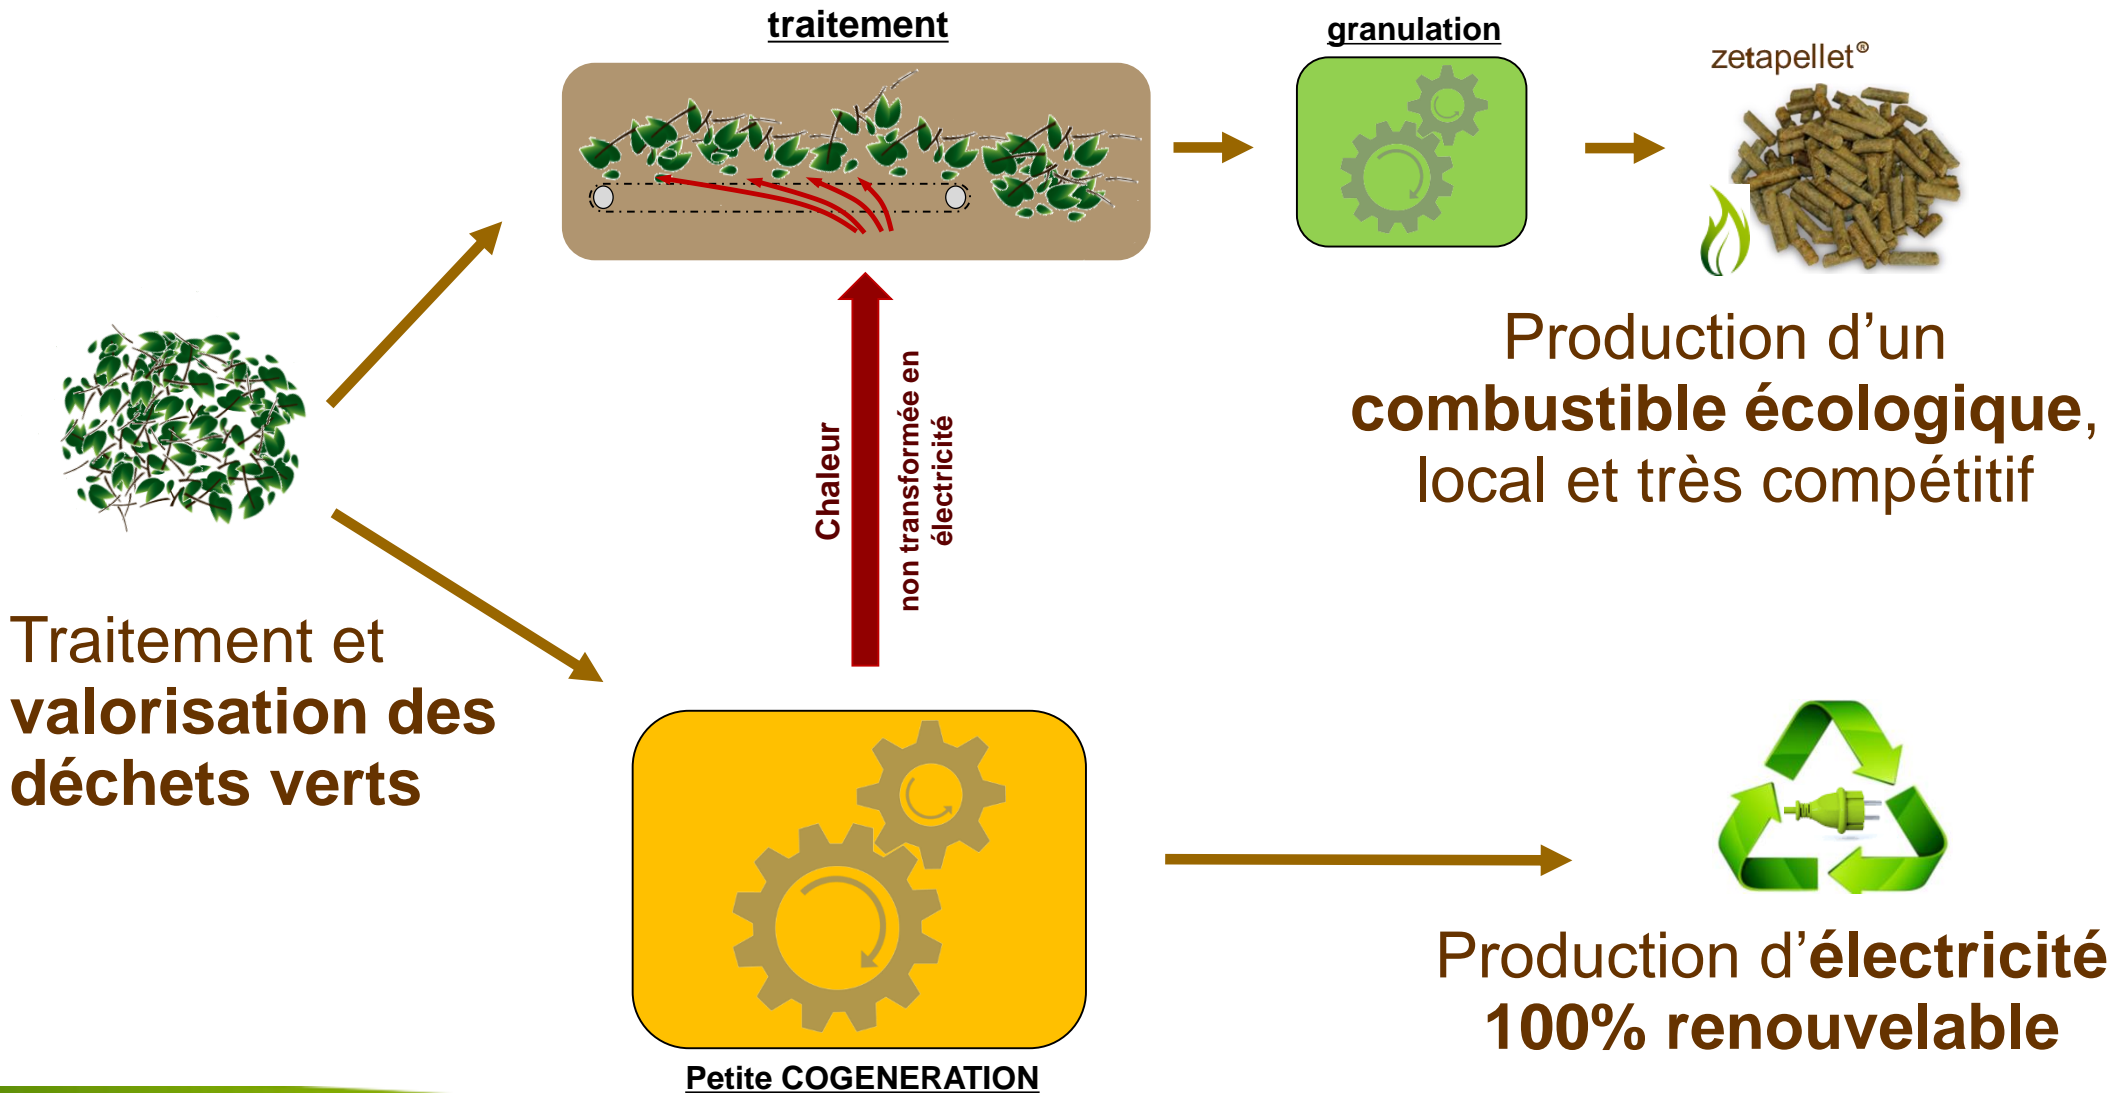 traitement
granulation
zetapellet®
Chaleur
non transformée en
électricité
Production d’un
combustible écologique,
local et très compétitif
Traitement et
valorisation des
déchets verts
Petite COGENERATION
Production d’électricité
100% renouvelable